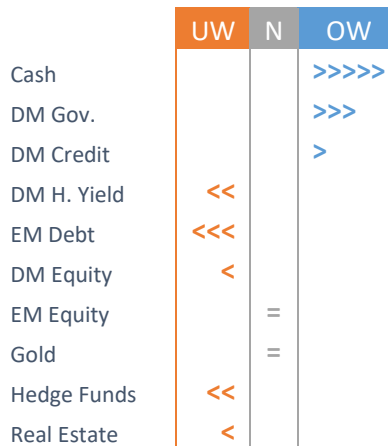 UW N OW
Cash >>>>>
DM Gov. >>>
DM Credit >
DM H. Yield <<
EM Debt <<<
DM Equity <
EM Equity =
Gold =
Hedge Funds <<
Real Estate <